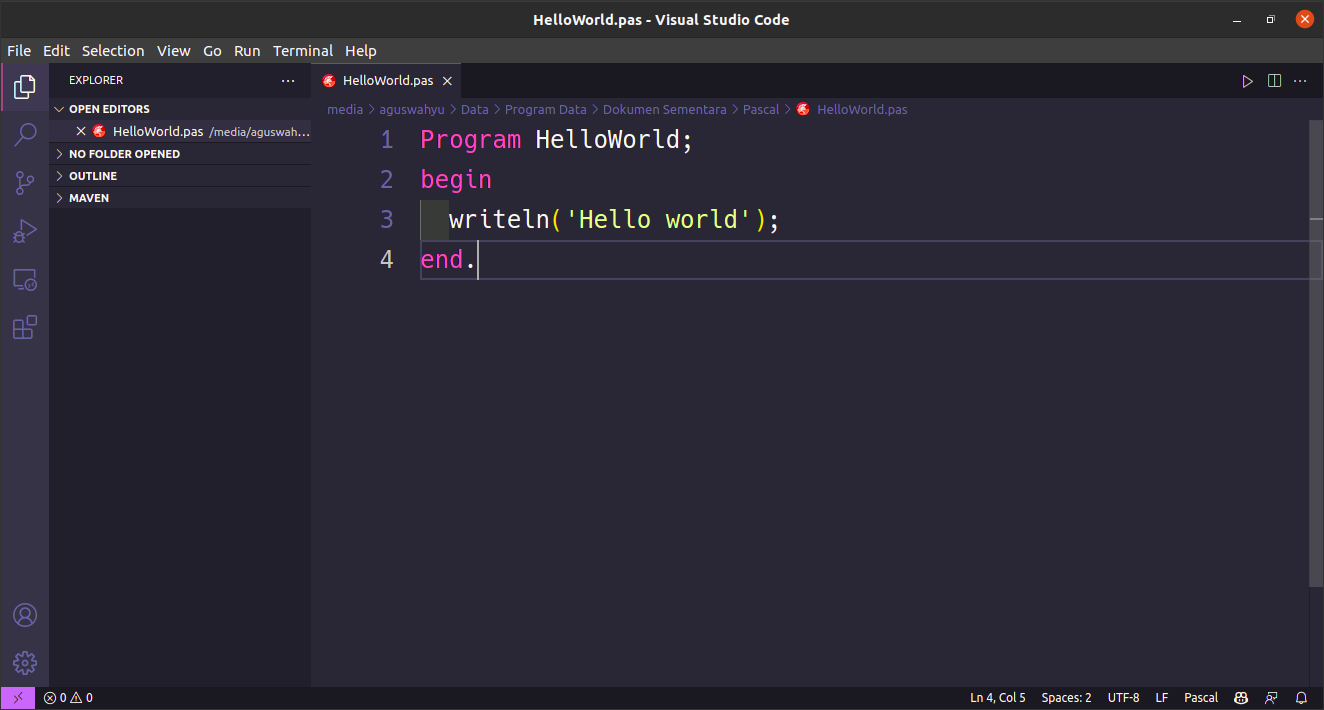 HelloWorld.pas - Visual Studio Code
File Edit Selection View Go Run Terminal Help
EXPLORER
OPEN EDITORS
HelloWorld.pas /media/aguswah...
NO FOLDER OPENED
OUTLINE
MAVEN
HelloWorld.pas
media > aguswahyu > Data > Program Data > Dokumen Sementara > Pascal > HelloWorld.pas
1 Program HelloWorld;
2 begin
3 writeln('Hello world');
4 end.
0 0
Ln 4, Col 5 Spaces: 2 UTF-8 LF Pascal